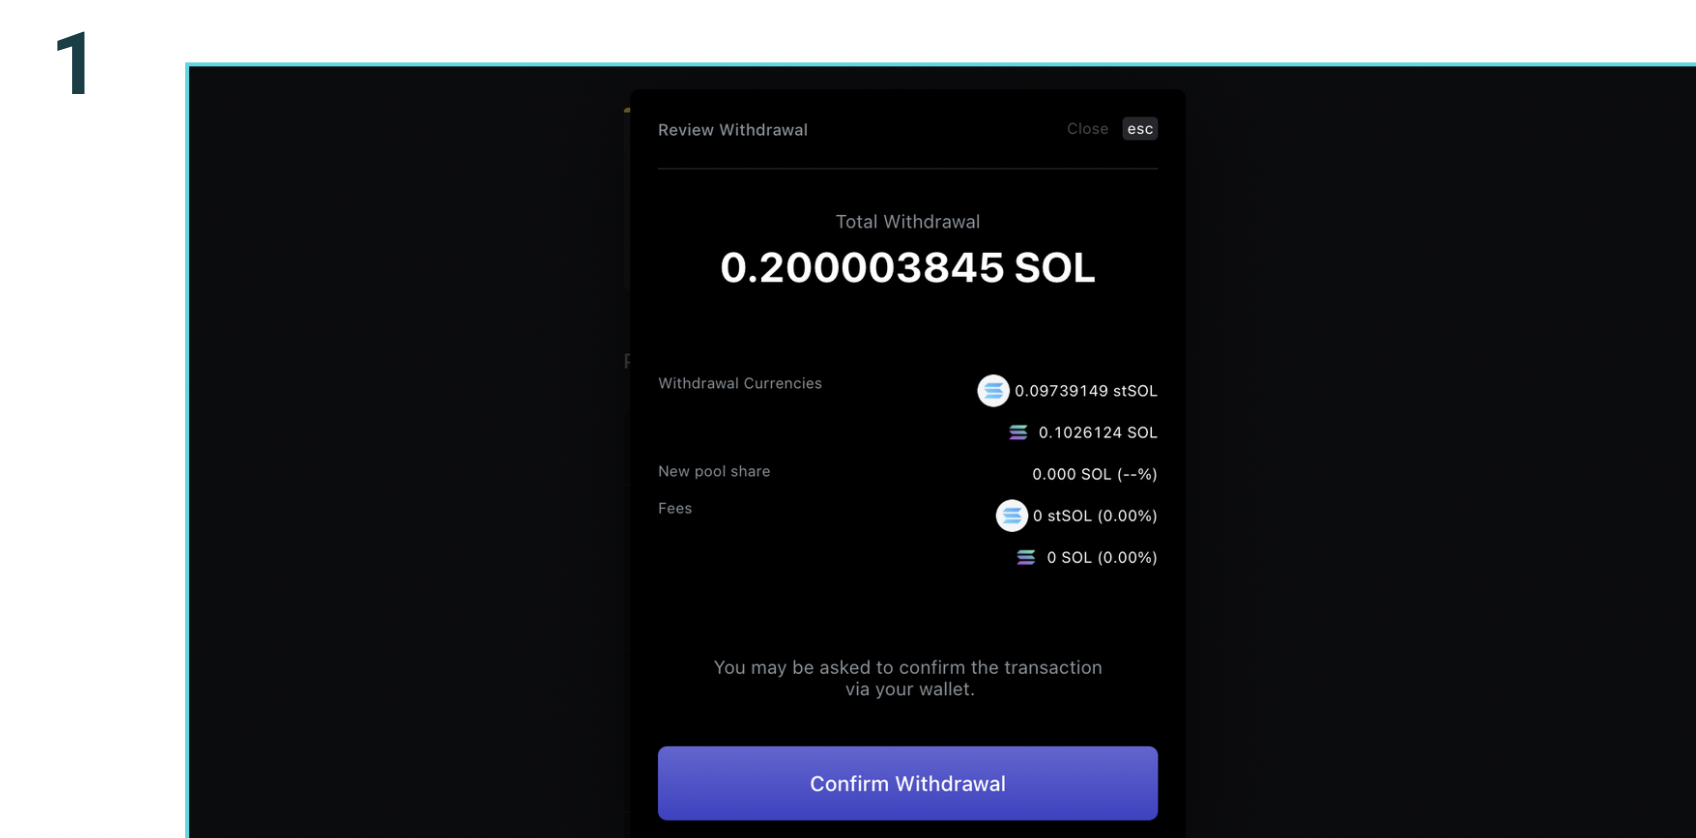 1
Review Withdrawal
Close esc
Total Withdrawal
0.200003845 SOL
Withdrawal Currencies
0.09739149 stSOL
0.1026124 SOL
New pool share
0.000 SOL (--%)
Fees
0 stSOL (0.00%)
0 SOL (0.00%)
You may be asked to confirm the transaction
via your wallet.
Confirm Withdrawal